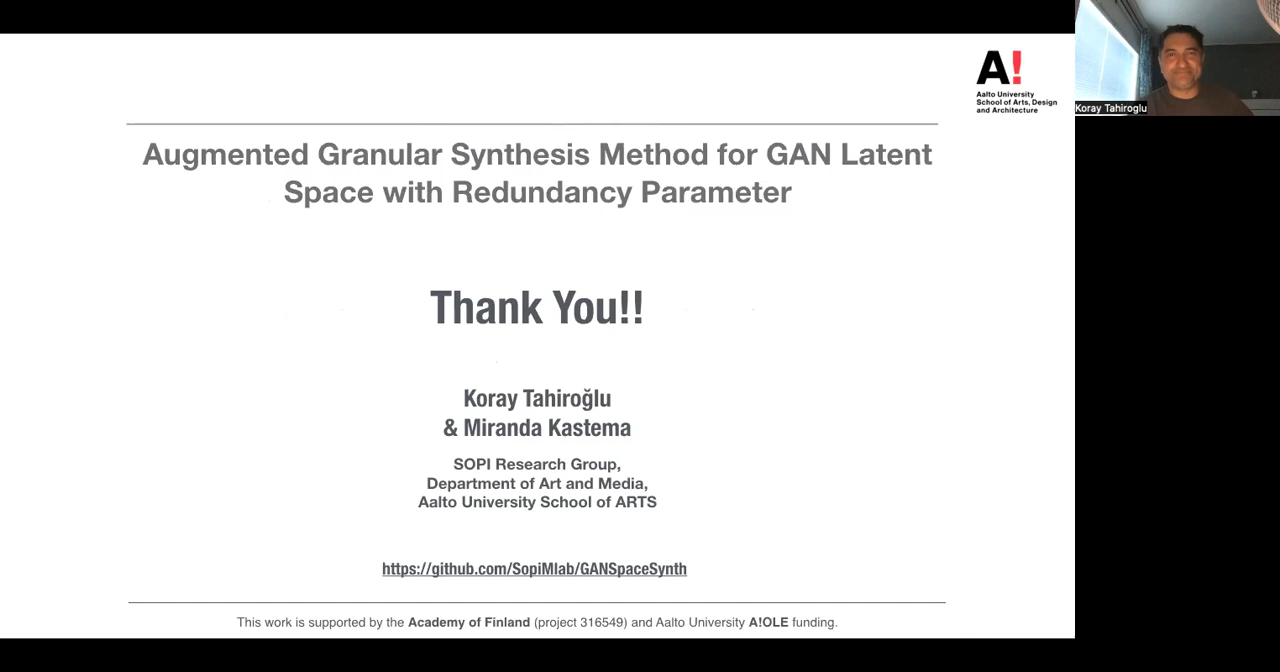 A!
Aalto University
School of Arts, Design
and Architecture
Koray Tahiroglu
Augmented Granular Synthesis Method for GAN Latent
Space with Redundancy Parameter
Thank You!!
Koray Tahiroğlu
& Miranda Kastema
SOPI Research Group,
Department of Art and Media,
Aalto University School of ARTS
https://github.com/SopiMlab/GANSpaceSynth
This work is supported by the Academy of Finland (project 316549) and Aalto University A!OLE funding.